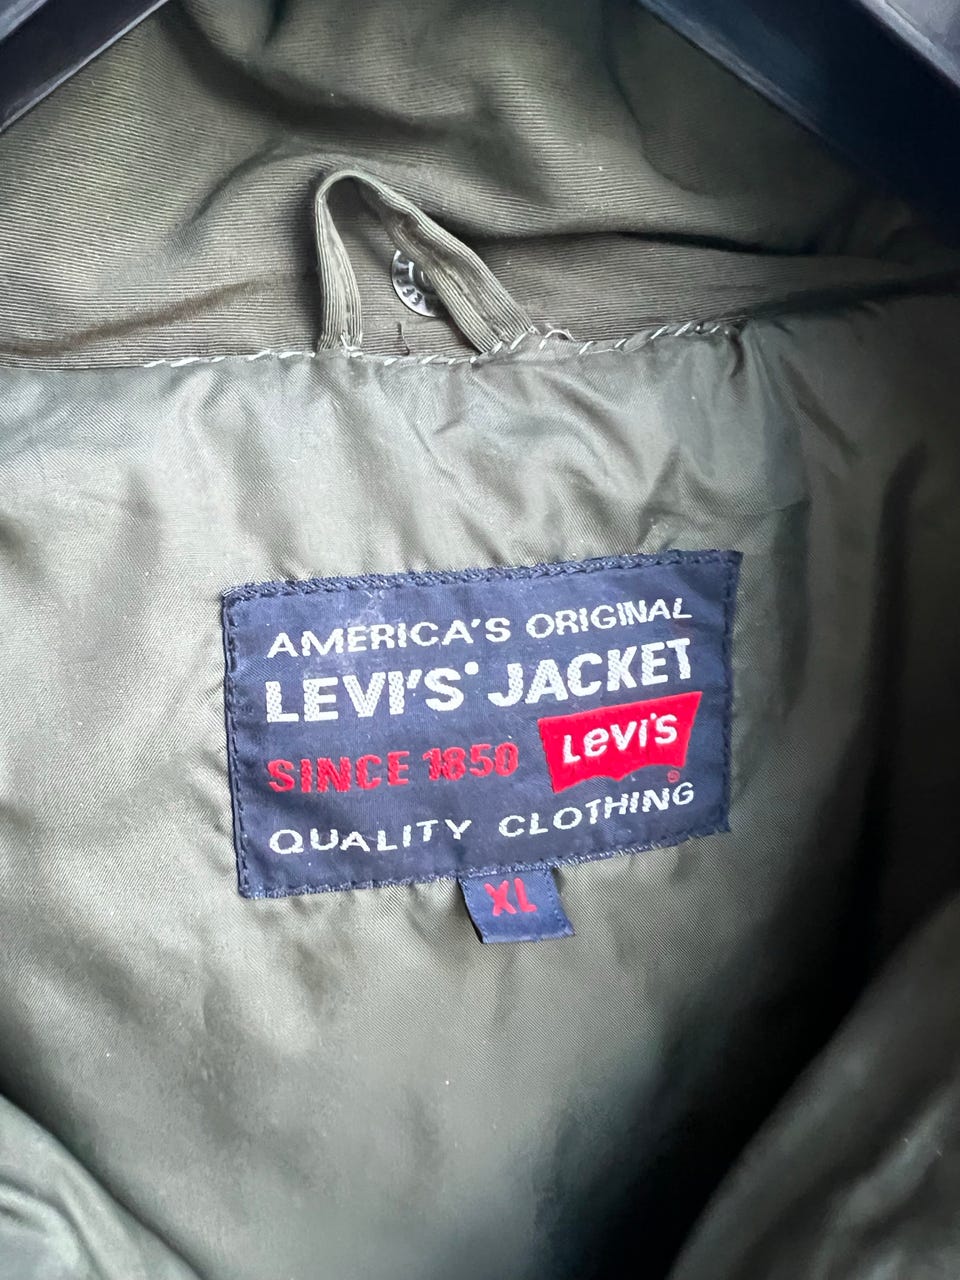 AMERICA'S ORIGINAL
LEVI'S® JACKET
SINCE 1850
Levi's
®
QUALITY CLOTHING
XL